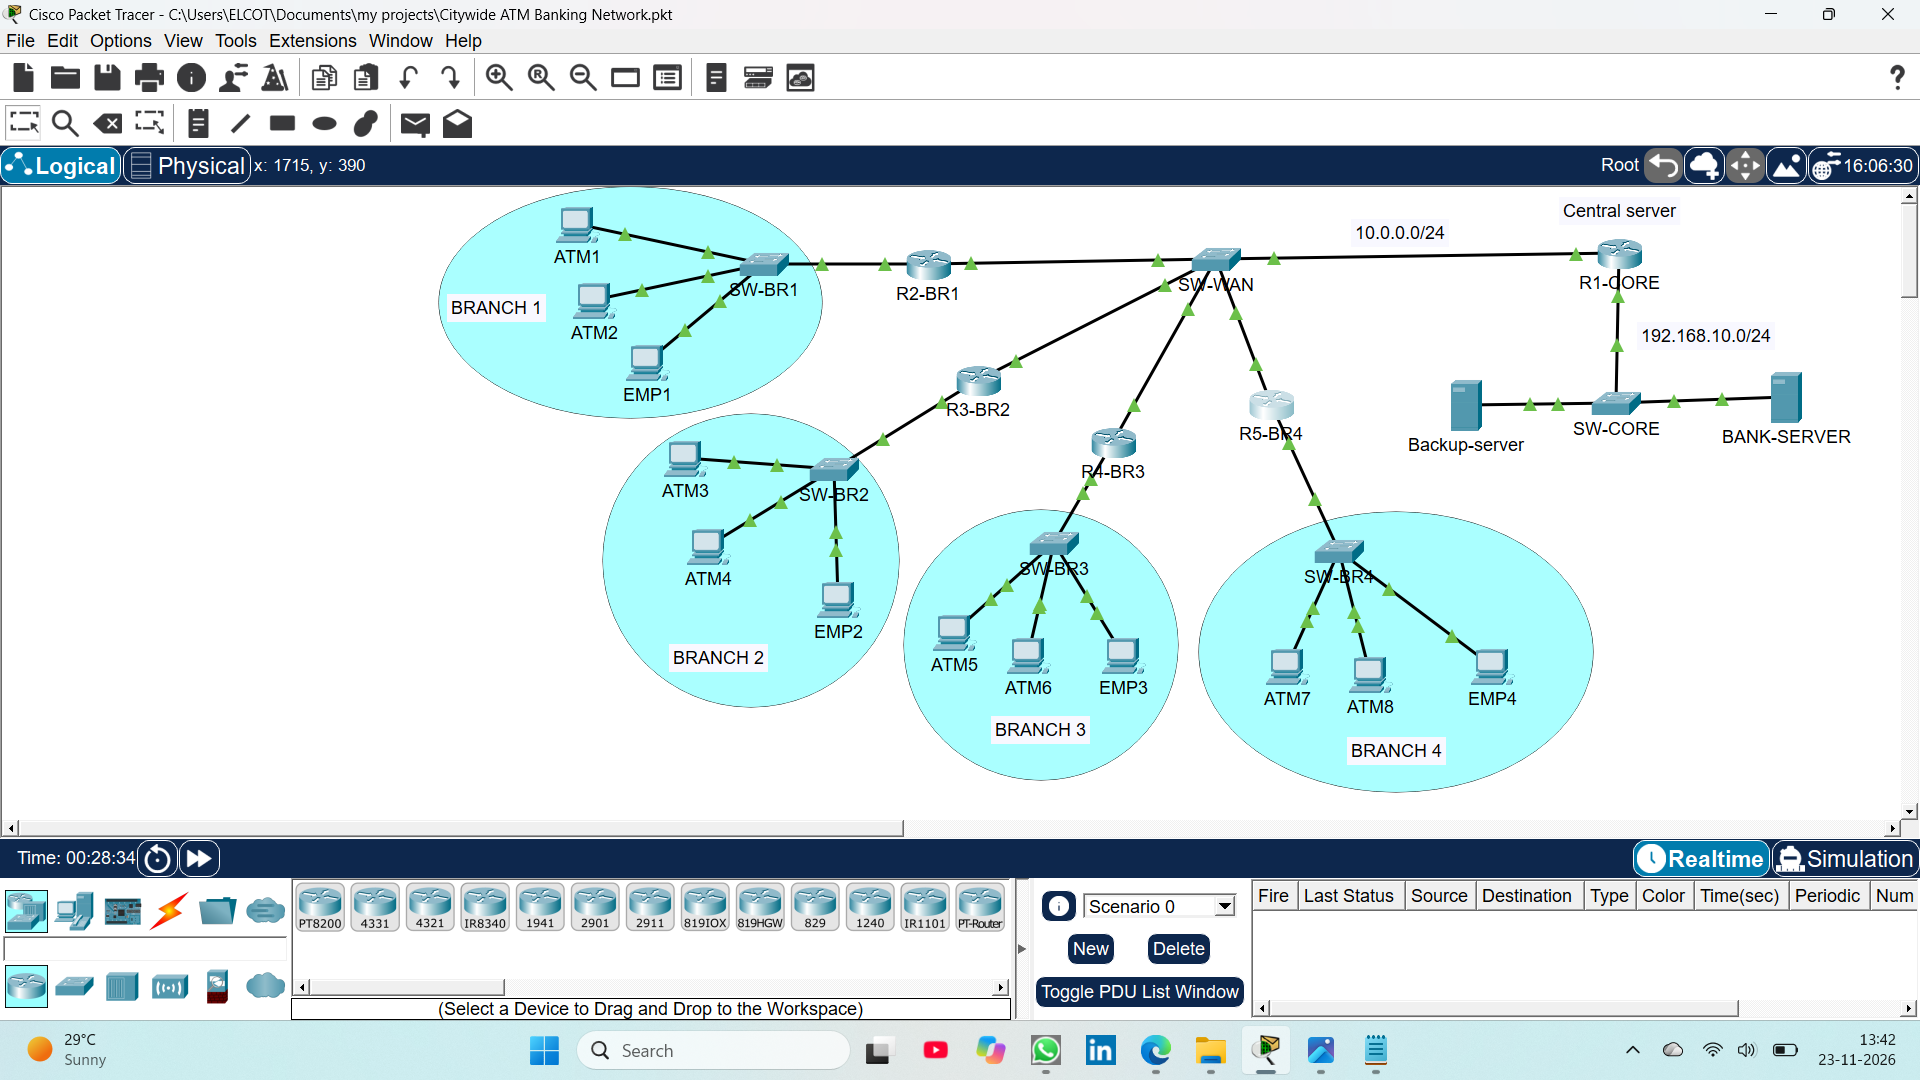 Cisco Packet Tracer - C:\Users\ELCOT\Documents\my projects\Citywide ATM Banking Network.pkt
File Edit Options View Tools Extensions Window Help
?
Logical Physical x: 1715, y: 390 Root 16:06:30
Central server
10.0.0.0/24
ATM1
SW-BR1
R2-BR1
SW-WAN
R1-CORE
BRANCH 1
ATM2
192.168.10.0/24
EMP1
R3-BR2
R5-BR4
SW-CORE
BANK-SERVER
Backup-server
R4-BR3
ATM3
SW-BR2
ATM4
SW-BR3
SW-BR4
EMP2
BRANCH 2
ATM5
ATM6
EMP3
ATM7
ATM8
EMP4
BRANCH 3
BRANCH 4
Time: 00:28:34
Realtime Simulation
PT8200 4331 4321 IR8340 1941 2901 2911 819IOX 819HGW 829 1240 IR1101 PT-Router
(Select a Device to Drag and Drop to the Workspace)
Scenario 0
New Delete
Toggle PDU List Window
Fire Last Status Source Destination Type Color Time(sec) Periodic Num
29°C
Sunny
Search
13:42
23-11-2026